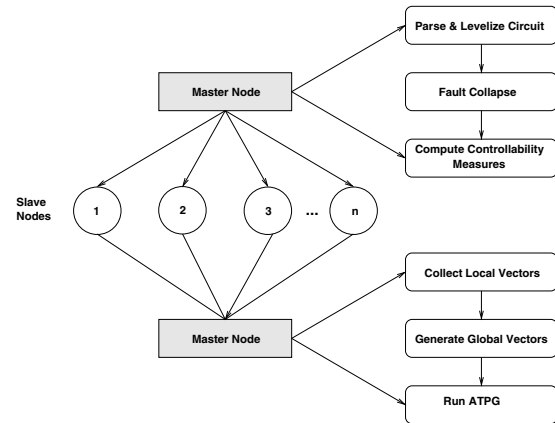 Parse & Levelize Circuit
Master Node
Fault Collapse
Compute Controllability
Measures
Slave
Nodes
1
2
3
...
n
Collect Local Vectors
Master Node
Generate Global Vectors
Run ATPG